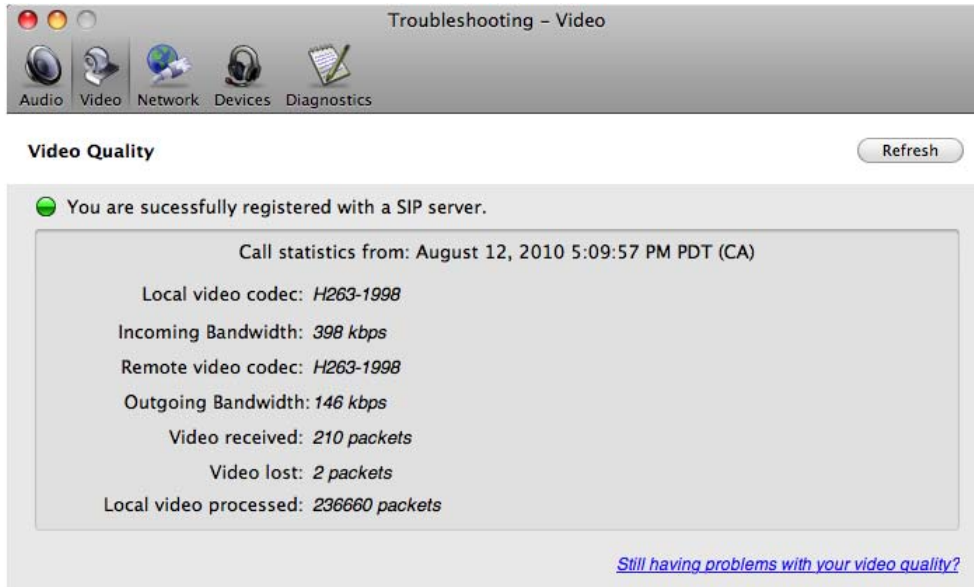 Troubleshooting – Video
Audio Video Network Devices Diagnostics
Video Quality
Refresh
You are sucessfully registered with a SIP server.
Call statistics from: August 12, 2010 5:09:57 PM PDT (CA)
Local video codec: H263-1998
Incoming Bandwidth: 398 kbps
Remote video codec: H263-1998
Outgoing Bandwidth: 146 kbps
Video received: 210 packets
Video lost: 2 packets
Local video processed: 236660 packets
Still having problems with your video quality?